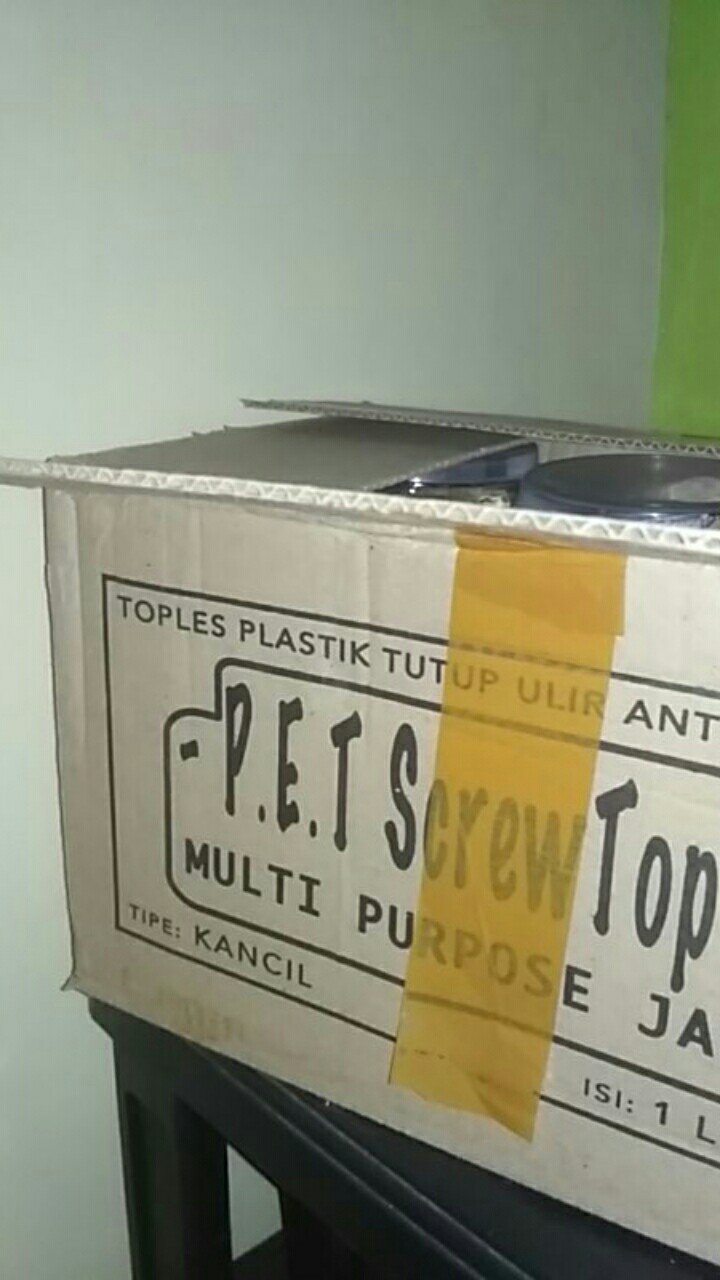 TOPLES PLASTIK TUTUP ULIR ANT
P.E.T Screw Top
MULTI PURPOSE JA
TIPE: KANCIL
ISI: 1 L